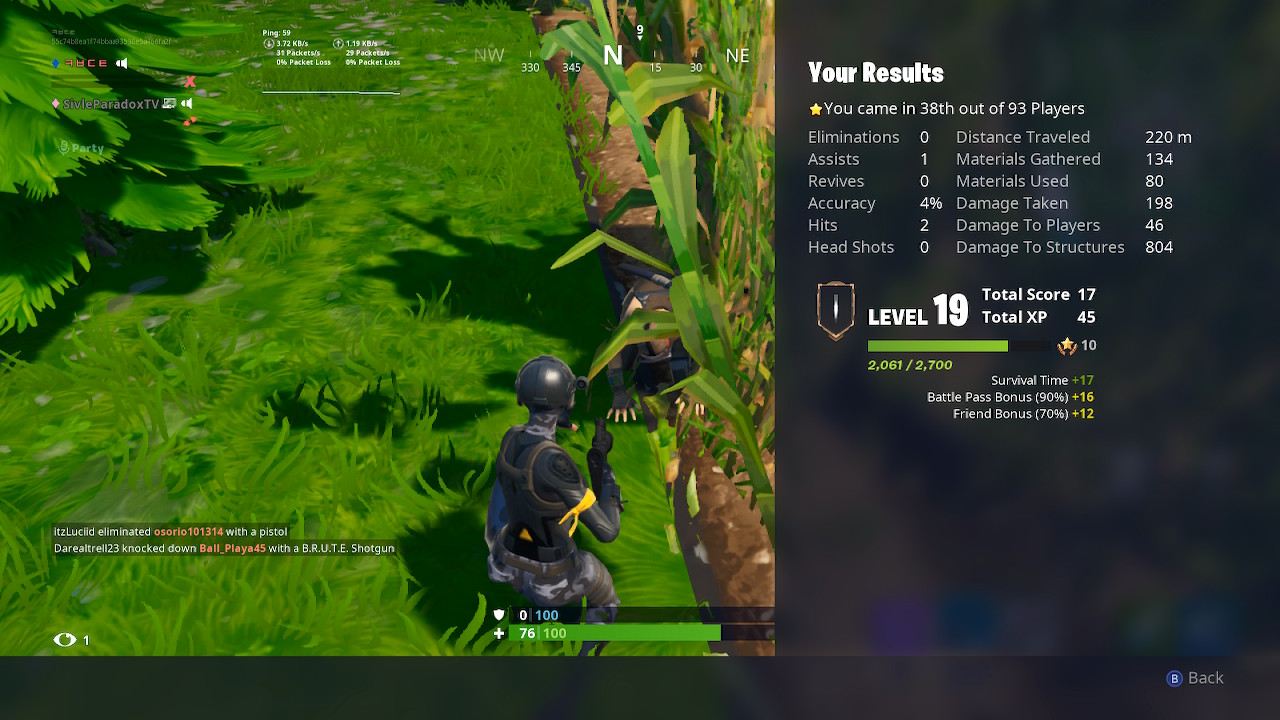 Ping: 59
3.72 KB/s 1.19 KB/s
31 Packets/s 29 Packets/s
0% Packet Loss 0% Packet Loss
9
NW 330 345 N 15 30 NE
X
SivleParadoxTV
Party
itzLuciid eliminated osorio101314 with a pistol
Darealtrell23 knocked down Ball_Playa45 with a B.R.U.T.E. Shotgun
1
0 | 100
76 | 100
Your Results
You came in 38th out of 93 Players
Eliminations 0 Distance Traveled 220 m
Assists 1 Materials Gathered 134
Revives 0 Materials Used 80
Accuracy 4% Damage Taken 198
Hits 2 Damage To Players 46
Head Shots 0 Damage To Structures 804
LEVEL 19
Total Score 17
Total XP 45
10
2,061 / 2,700
Survival Time +17
Battle Pass Bonus (90%) +16
Friend Bonus (70%) +12
B Back